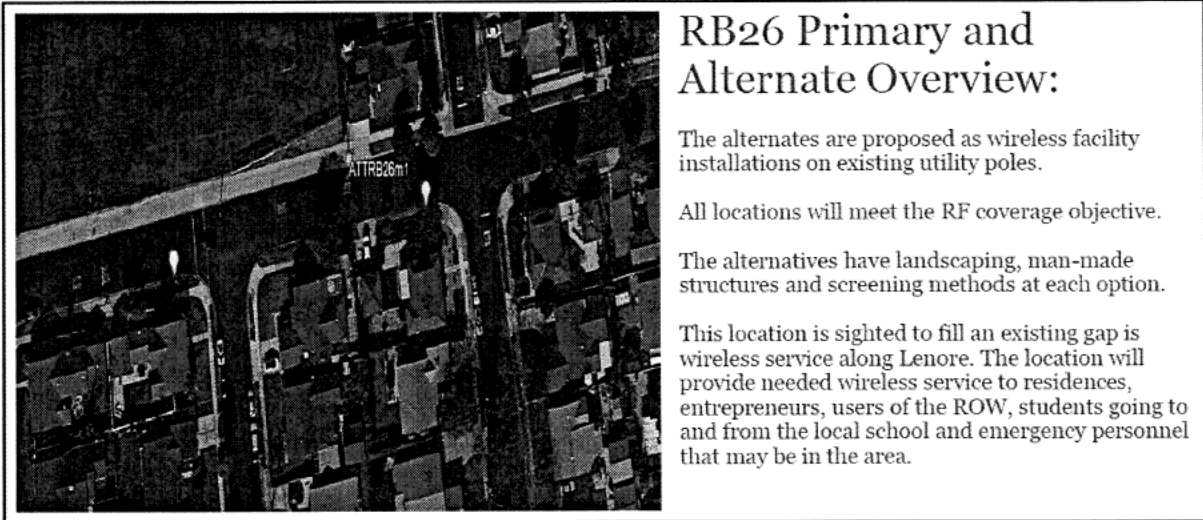 RB26 Primary and
Alternate Overview:
The alternates are proposed as wireless facility
installations on existing utility poles.
All locations will meet the RF coverage objective.
The alternatives have landscaping, man-made
structures and screening methods at each option.
This location is sighted to fill an existing gap is
wireless service along Lenore. The location will
provide needed wireless service to residences,
entrepreneurs, users of the ROW, students going to
and from the local school and emergency personnel
that may be in the area.
ATTRB26m1